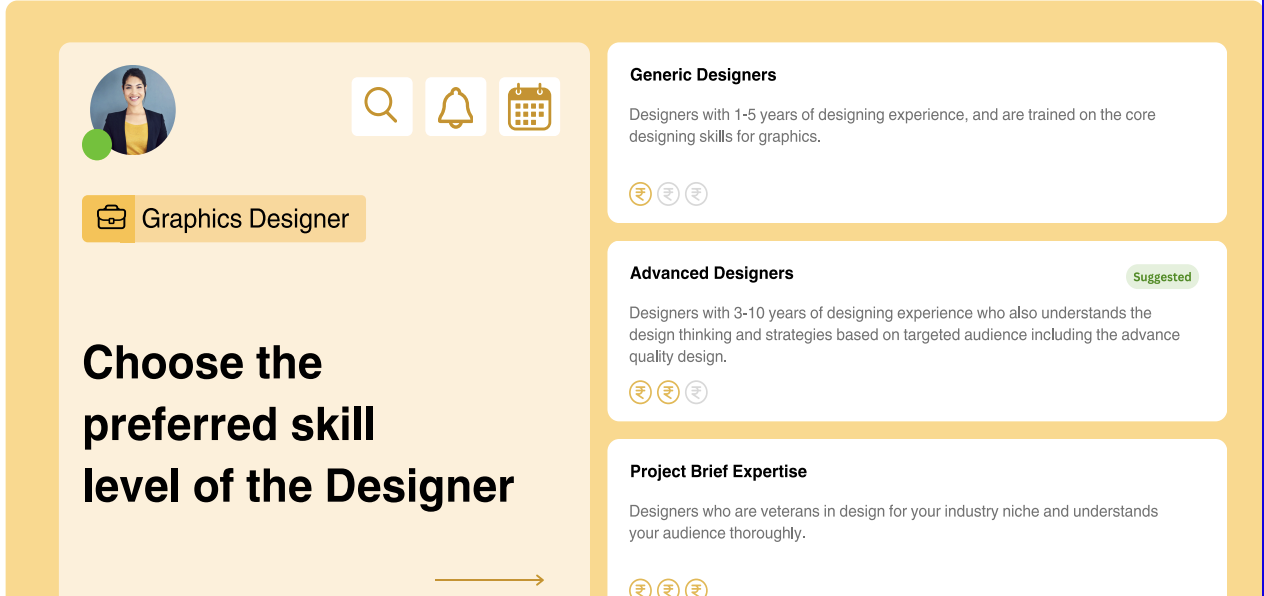 Graphics Designer
Choose the
preferred skill
level of the Designer
Generic Designers
Designers with 1-5 years of designing experience, and are trained on the core
designing skills for graphics.
₹ ₹ ₹
Advanced Designers
Suggested
Designers with 3-10 years of designing experience who also understands the
design thinking and strategies based on targeted audience including the advance
quality design.
₹ ₹ ₹
Project Brief Expertise
Designers who are veterans in design for your industry niche and understands
your audience thoroughly.
₹ ₹ ₹